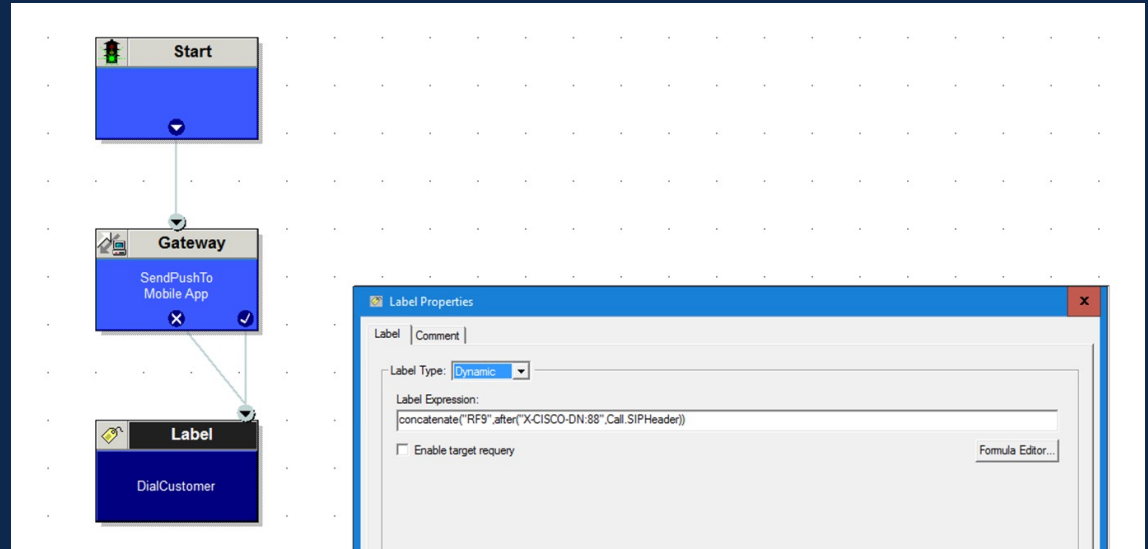 Start
Gateway
SendPushTo
Mobile App
Label Properties
x
Label
Comment
Label Type:
Dynamic
Label Expression:
concatenate("RF9",after("X-CISCO-DN:88",Call.SIPHeader))
Enable target requery
Formula Editor...
Label
DialCustomer